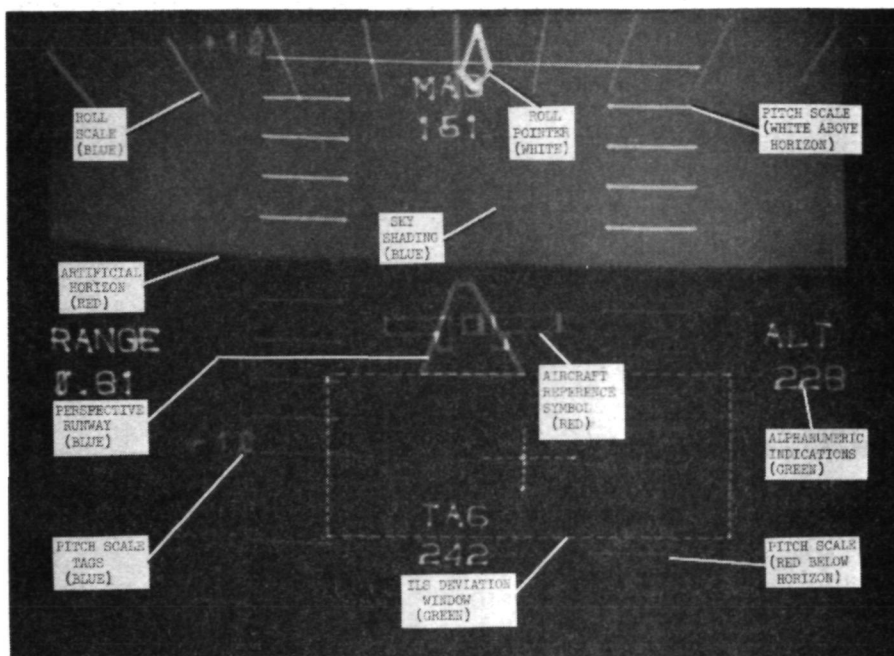 +10
MAG
151
ROLL
SCALE
(BLUE)
ROLL
POINTER
(WHITE)
PITCH SCALE
(WHITE ABOVE
HORIZON)
SKY
SHADING
(BLUE)
ARTIFICIAL
HORIZON
(RED)
RANGE
0.81
ALT
228
PERSPECTIVE
RUNWAY
(BLUE)
AIRCRAFT
REFERENCE
SYMBOL
(RED)
-10
ALPHANUMERIC
INDICATIONS
(GREEN)
TAS
242
PITCH SCALE
TAGS
(BLUE)
ILS DEVIATION
WINDOW
(GREEN)
PITCH SCALE
(RED BELOW
HORIZON)